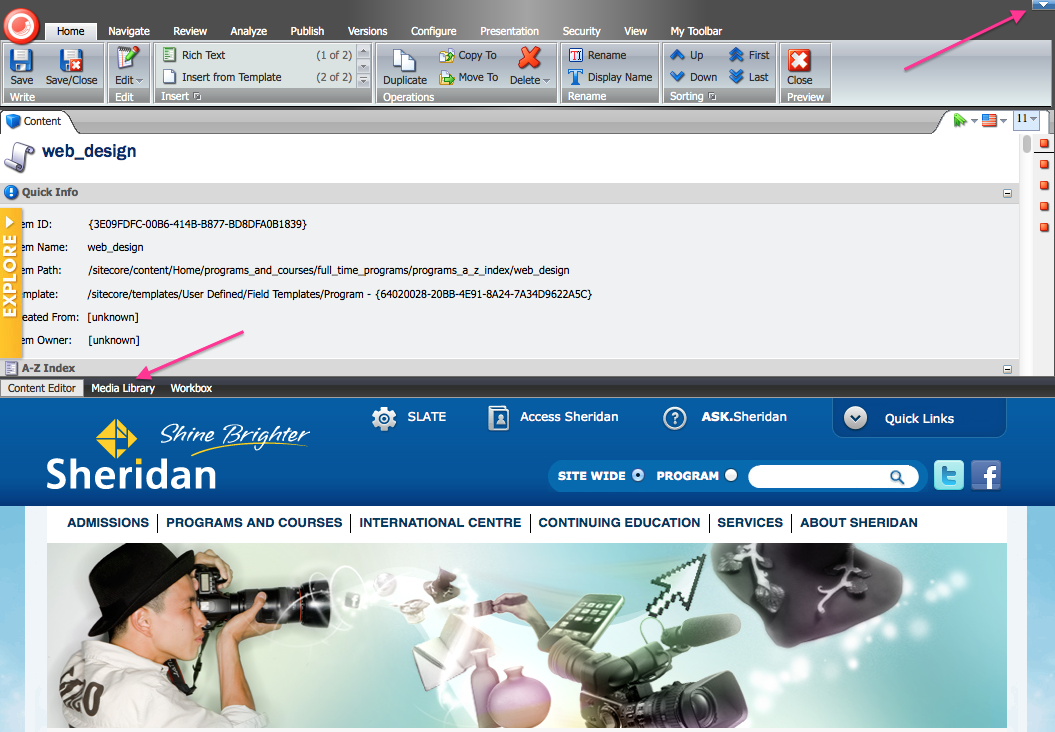 Home Navigate Review Analyze Publish Versions Configure Presentation Security View My Toolbar
Rich Text (1 of 2) Copy To Rename Up First
Insert from Template (2 of 2) Move To Display Name Down Last
Save Save/Close Edit Duplicate Delete Close
Write Edit Insert Operations Rename Sorting Preview
Content 11
web_design
Quick Info
em ID: {3E09FDFC-00B6-414B-B877-BD8DFA0B1839}
em Name: web_design
em Path: /sitecore/content/Home/programs_and_courses/full_time_programs/programs_a_z_index/web_design
mplate: /sitecore/templates/User Defined/Field Templates/Program - {64020028-20BB-4E91-8A24-7A34D9622A5C}
eated From: [unknown]
em Owner: [unknown]
EXPLORE
A-Z Index
Content Editor Media Library Workbox
SLATE Access Sheridan ASK.Sheridan Quick Links
Shine Brighter
Sheridan
SITE WIDE PROGRAM
ADMISSIONS PROGRAMS AND COURSES INTERNATIONAL CENTRE CONTINUING EDUCATION SERVICES ABOUT SHERIDAN